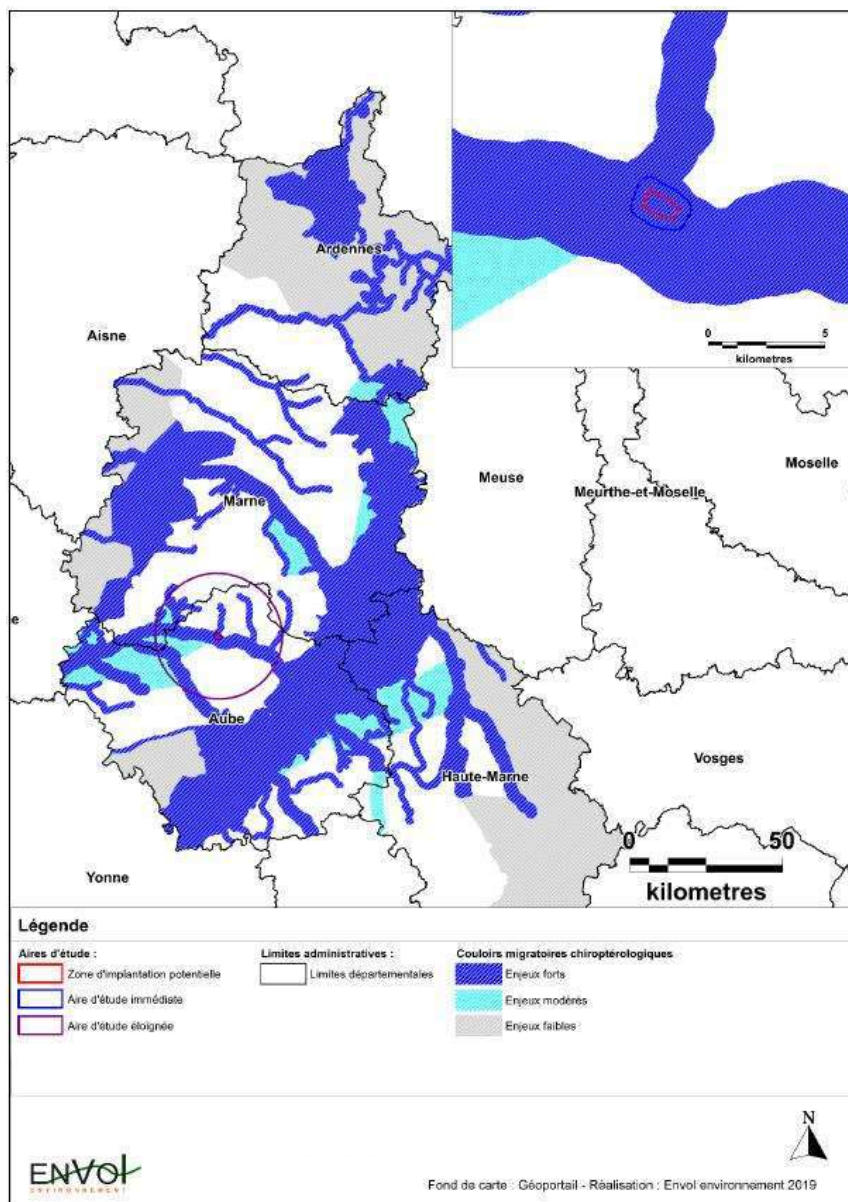 Ardennes
0 5
kilometres
Aisne
Meuse
Moselle
Meurthe-et-Moselle
Marne
e
Aube
Haute-Marne
Vosges
Yonne
0 50
kilometres
Légende
Aires d'étude :
Zone d'implantation potentielle
Aire d'étude immédiate
Aire d'étude éloignée
Limites administratives :
Limites départementales
Couloirs migratoires chiroptérologiques
Enjeux forts
Enjeux modérés
Enjeux faibles
N
ENVOL
ENVIRONNEMENT
Fond de carte : Géoportail - Réalisation : Envol environnement 2019